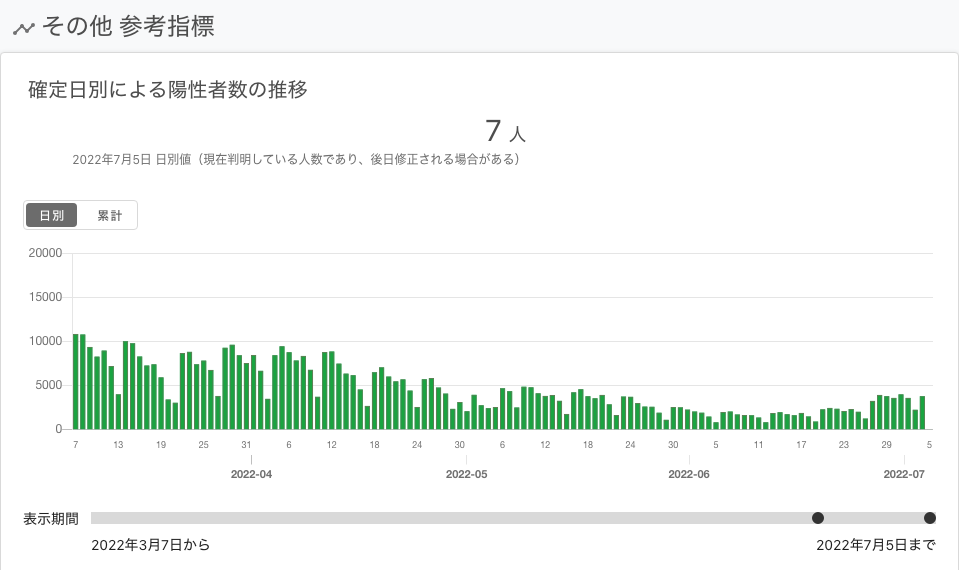 その他 参考指標
確定日別による陽性者数の推移
7 人
2022年7月5日 日別値（現在判明している人数であり、後日修正される場合がある）
日別 累計
20000
15000
10000
5000
0
7 13 19 25 31 6 12 18 24 30 6 12 18 24 30 5 11 17 23 29 5
2022-04 2022-05 2022-06 2022-07
表示期間
2022年3月7日から 2022年7月5日まで